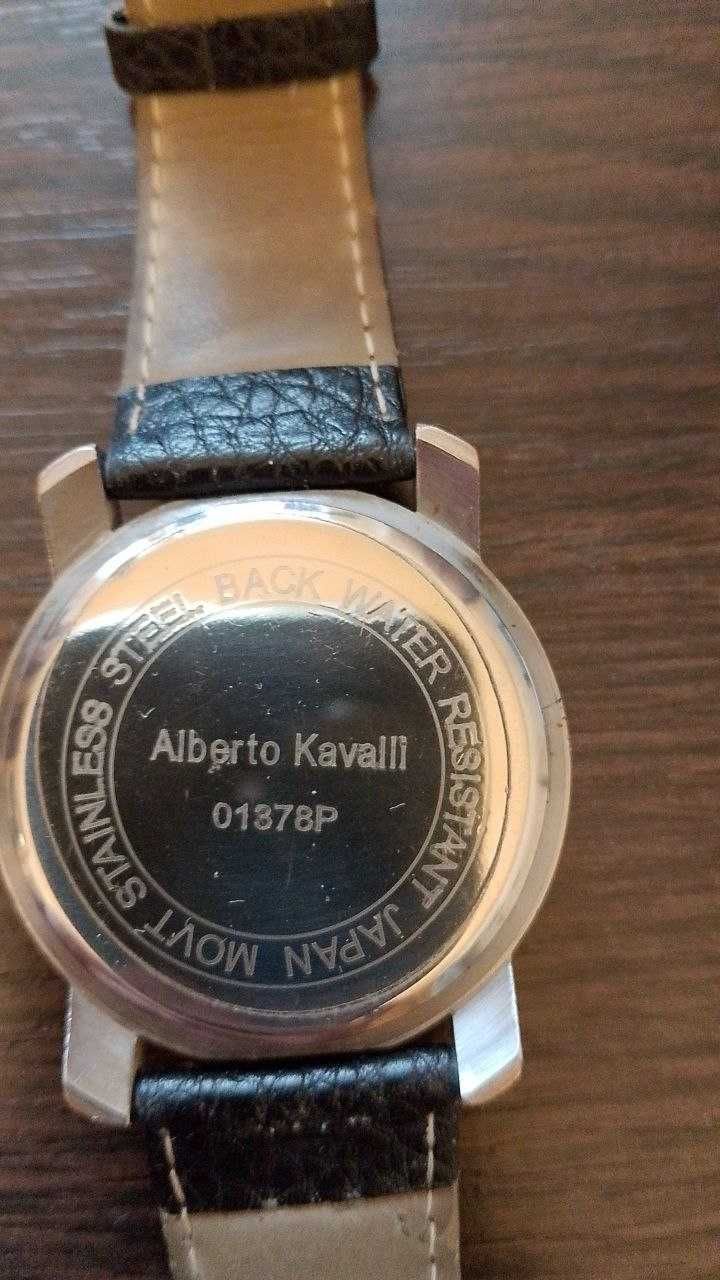 STAINLESS STEEL BACK WATER RESISTANT JAPAN MOVT
Alberto Kavalli
01378P